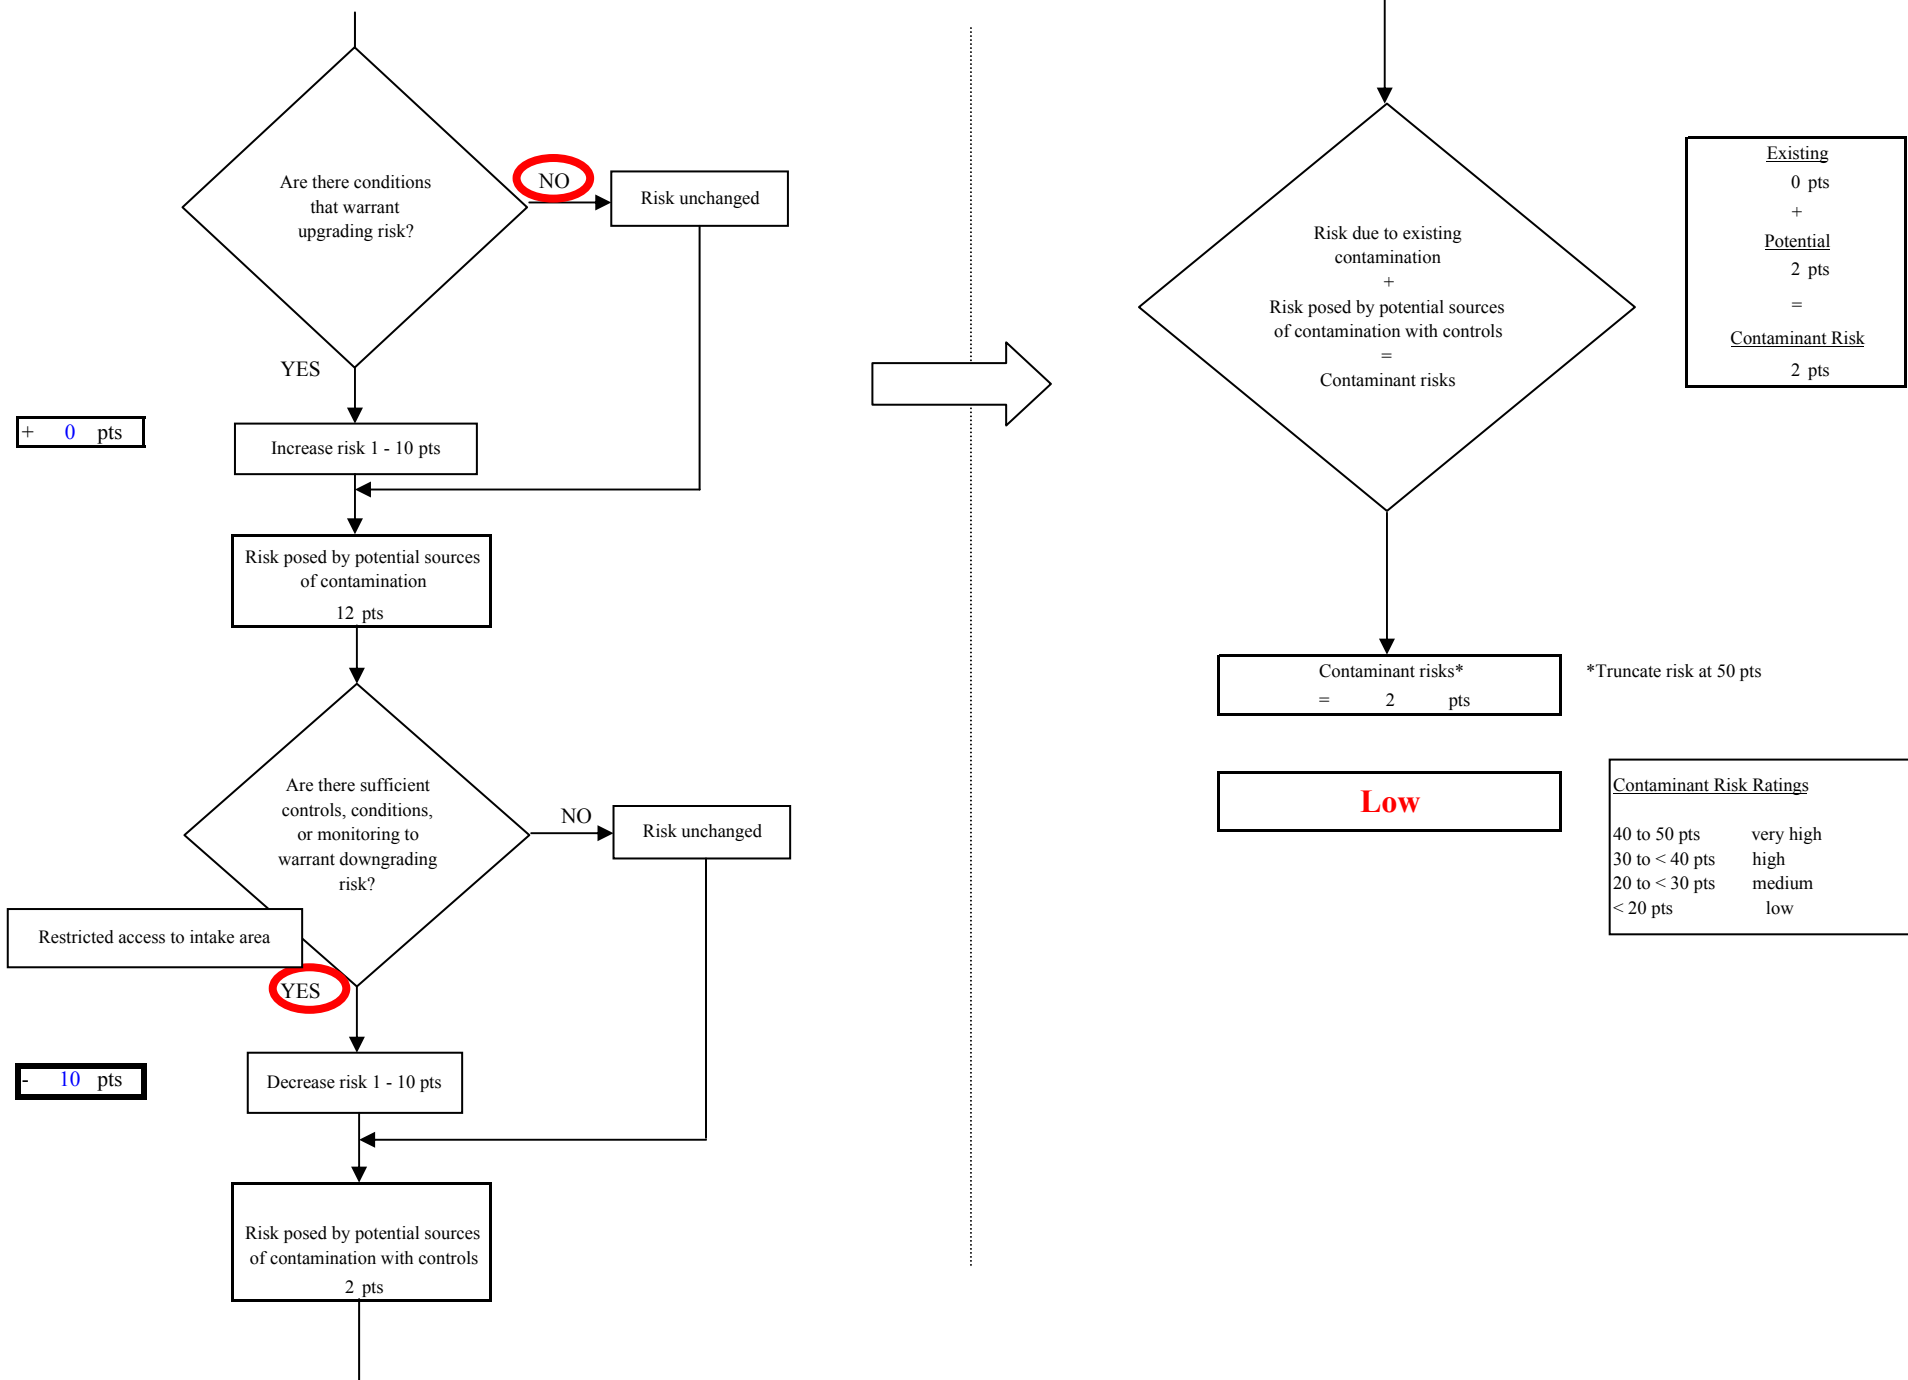 Are there conditions
that warrant
upgrading risk?
NO
Risk unchanged
YES
+ 0 pts
Increase risk 1 - 10 pts
Risk posed by potential sources
of contamination
12 pts
Are there sufficient
controls, conditions,
or monitoring to
warrant downgrading
risk?
NO
Risk unchanged
Restricted access to intake area
YES
- 10 pts
Decrease risk 1 - 10 pts
Risk posed by potential sources
of contamination with controls
2 pts
Risk due to existing
contamination
+
Risk posed by potential sources
of contamination with controls
=
Contaminant risks
Existing
0 pts
+
Potential
2 pts
=
Contaminant Risk
2 pts
Contaminant risks*
= 2 pts
*Truncate risk at 50 pts
Low
Contaminant Risk Ratings
40 to 50 pts very high
30 to < 40 pts high
20 to < 30 pts medium
< 20 pts low